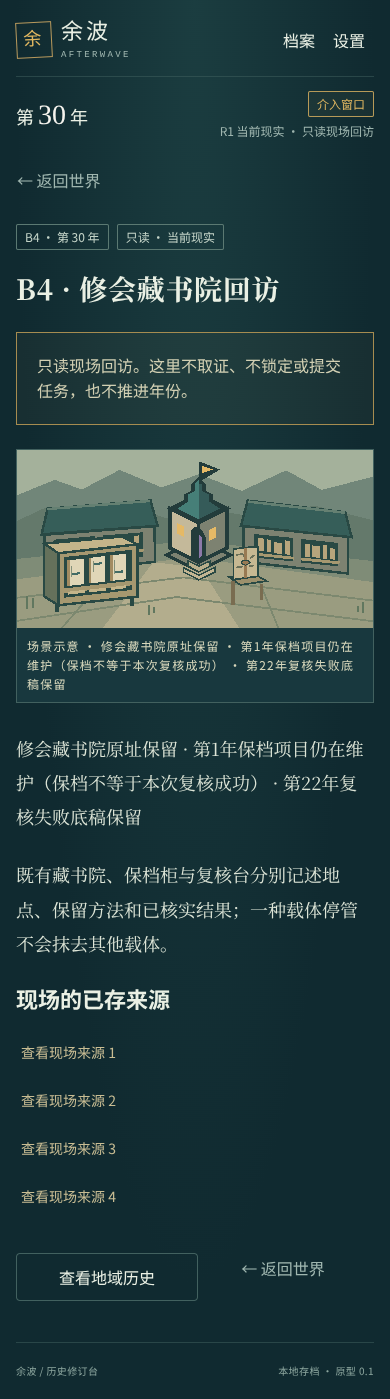 余
余波
AFTERWAVE
档案
设置
第 30 年
介入窗口
R1 当前现实 · 只读现场回访
← 返回世界
B4 · 第 30 年
只读 · 当前现实
B4 · 修会藏书院回访
只读现场回访。这里不取证、不锁定或提交
任务，也不推进年份。
场景示意 · 修会藏书院原址保留 · 第1年保档项目仍在
维护（保档不等于本次复核成功） · 第22年复核失败底
稿保留
修会藏书院原址保留 · 第1年保档项目仍在维
护（保档不等于本次复核成功） · 第22年复
核失败底稿保留
既有藏书院、保档柜与复核台分别记述地
点、保留方法和已核实结果；一种载体停管
不会抹去其他载体。
现场的已存来源
查看现场来源 1
查看现场来源 2
查看现场来源 3
查看现场来源 4
查看地域历史
← 返回世界
余波 / 历史修订台
本地存档 · 原型 0.1